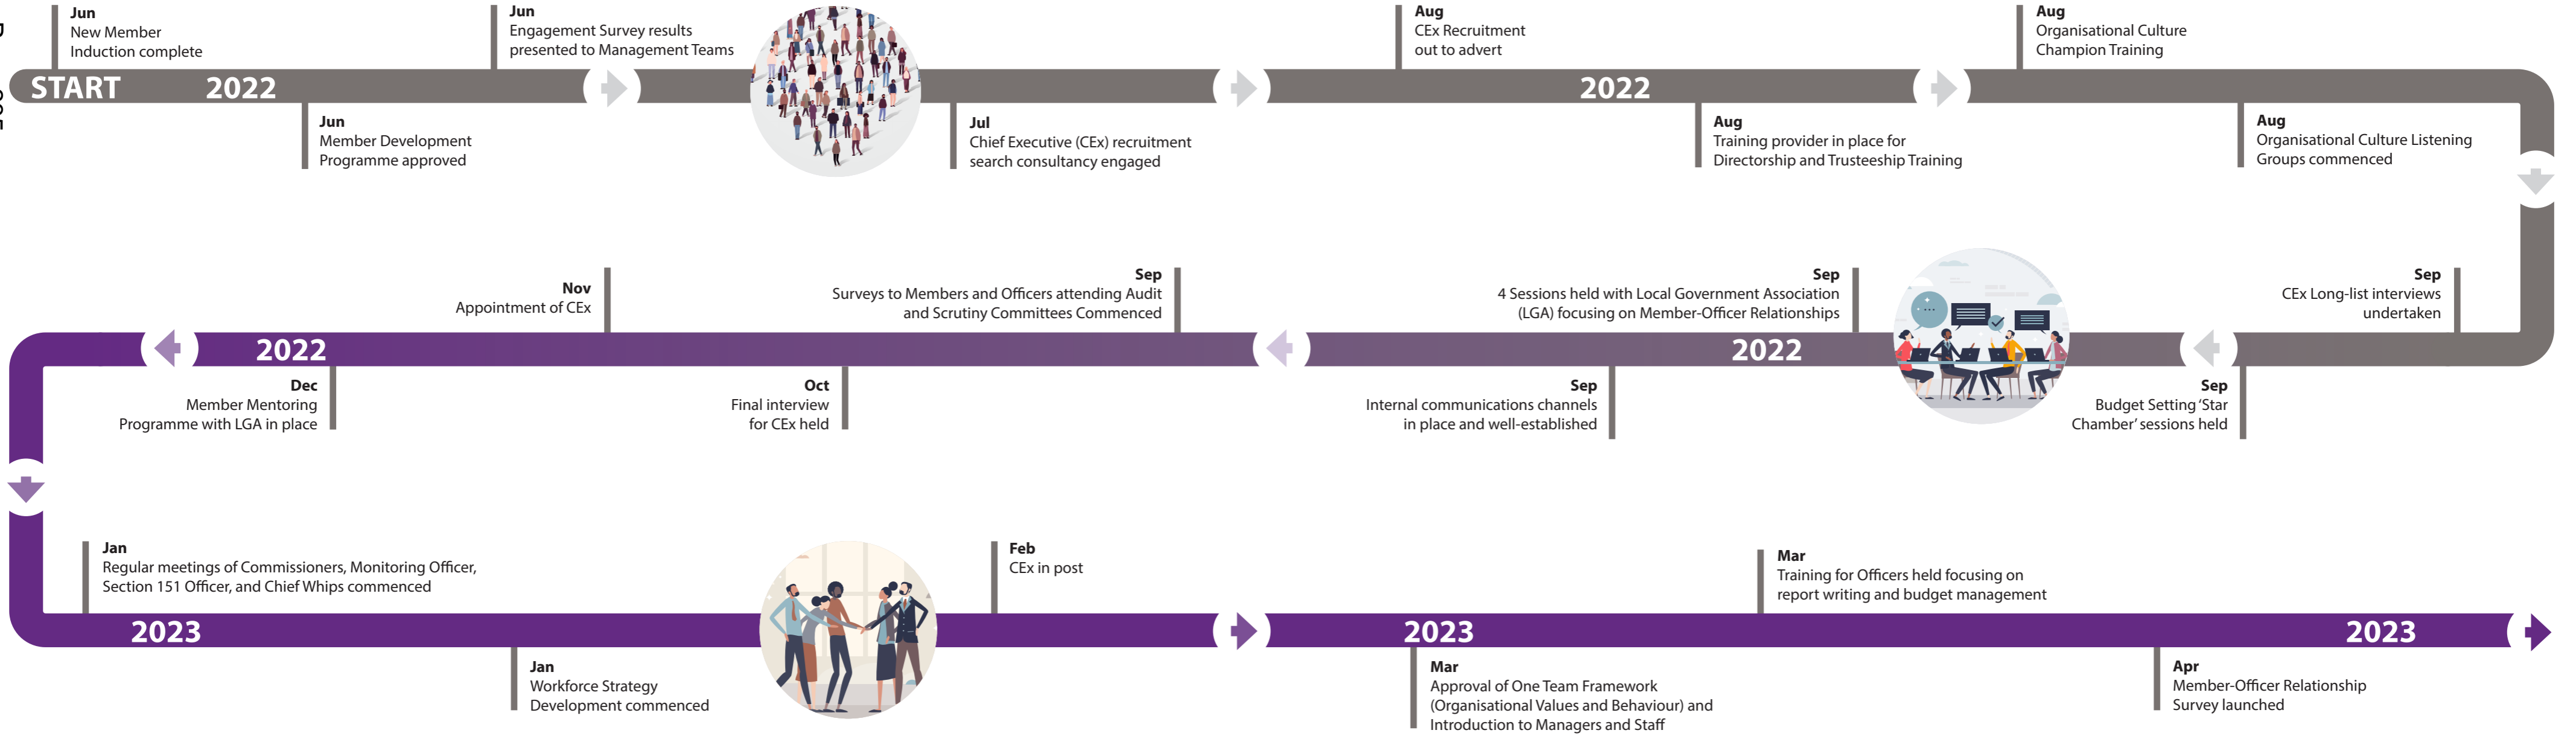 Jun
New Member
Induction complete
START
2022
Jun
Member Development
Programme approved
Jun
Engagement Survey results
presented to Management Teams
Jul
Chief Executive (CEx) recruitment
search consultancy engaged
Aug
CEx Recruitment
out to advert
2022
Aug
Training provider in place for
Directorship and Trusteeship Training
Aug
Organisational Culture
Champion Training
Aug
Organisational Culture Listening
Groups commenced
Sep
CEx Long-list interviews
undertaken
Sep
Budget Setting ‘Star
Chamber’ sessions held
Sep
4 Sessions held with Local Government Association
(LGA) focusing on Member-Officer Relationships
2022
Sep
Internal communications channels
in place and well-established
Sep
Surveys to Members and Officers attending Audit
and Scrutiny Committees Commenced
Oct
Final interview
for CEx held
Nov
Appointment of CEx
2022
Dec
Member Mentoring
Programme with LGA in place
Jan
Regular meetings of Commissioners, Monitoring Officer,
Section 151 Officer, and Chief Whips commenced
2023
Jan
Workforce Strategy
Development commenced
Feb
CEx in post
2023
Mar
Approval of One Team Framework
(Organisational Values and Behaviour) and
Introduction to Managers and Staff
Mar
Training for Officers held focusing on
report writing and budget management
2023
Apr
Member-Officer Relationship
Survey launched